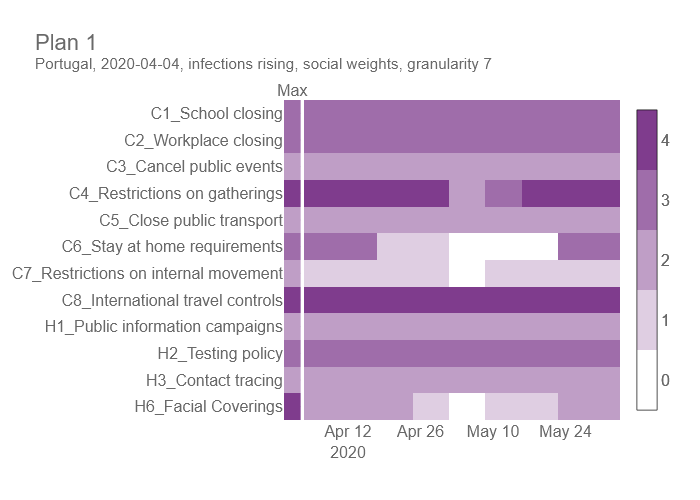 Plan 1
Portugal, 2020-04-04, infections rising, social weights, granularity 7
Max
C1_School closing
C2_Workplace closing
C3_Cancel public events
C4_Restrictions on gatherings
C5_Close public transport
C6_Stay at home requirements
C7_Restrictions on internal movement
C8_International travel controls
H1_Public information campaigns
H2_Testing policy
H3_Contact tracing
H6_Facial Coverings
Apr 12 Apr 26 May 10 May 24
2020
4
3
2
1
0